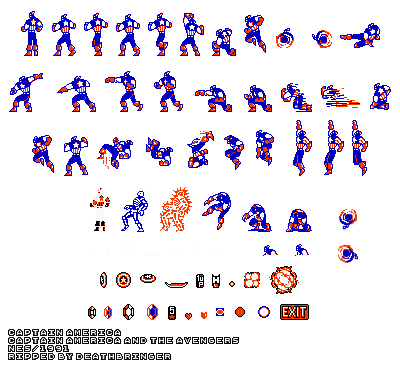 EXIT
CAPTAIN AMERICA
CAPTAIN AMERICA AND THE AVENGERS
NES/1991
RIPPED BY DEATHBRINGER